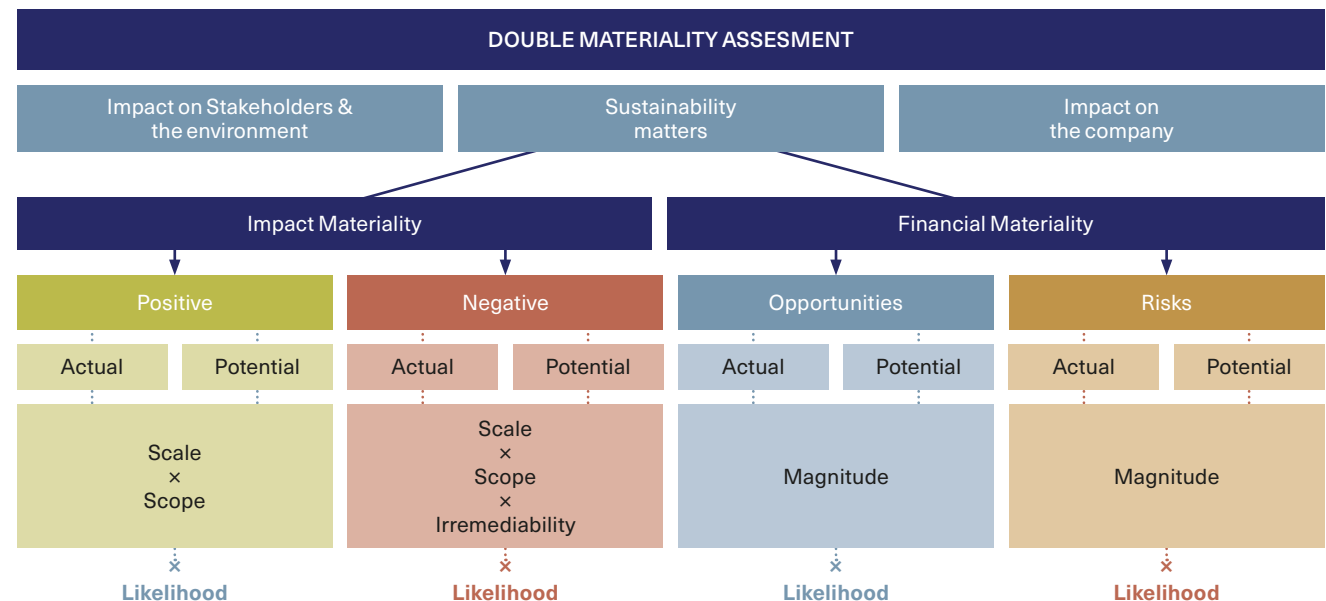 DOUBLE MATERIALITY ASSESMENT
Impact on Stakeholders &
the environment
Sustainability
matters
Impact on
the company
Impact Materiality
Financial Materiality
Positive
Negative
Opportunities
Risks
Actual
Potential
Actual
Potential
Actual
Potential
Actual
Potential
Scale
×
Scope
Scale
×
Scope
×
Irremediability
Magnitude
Magnitude
×
Likelihood
×
Likelihood
×
Likelihood
×
Likelihood